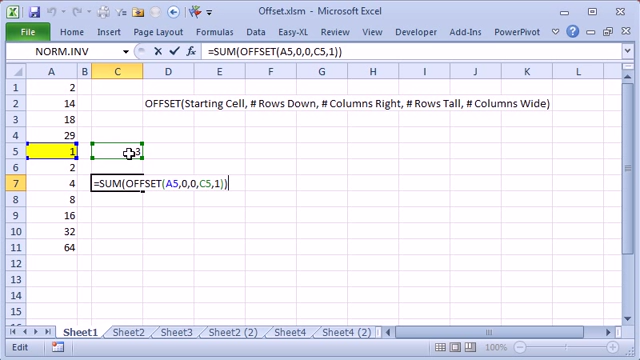 Offset.xlsm - Microsoft Excel
File Home Insert Page Layout Formulas Data Easy-XL Review View Developer Add-Ins PowerPivot
NORM.INV =SUM(OFFSET(A5,0,0,C5,1))
A B C D E F G H I J K L
1 2
2 14 OFFSET(Starting Cell, # Rows Down, # Columns Right, # Rows Tall, # Columns Wide)
3 18
4 29
5 1 3
6 2
7 4 =SUM(OFFSET(A5,0,0,C5,1))
8 8
9 16
10 32
11 64
12
13
14
15
Sheet1 Sheet2 Sheet3 Sheet2 (2) Sheet4 Sheet4 (2)
Edit 100%